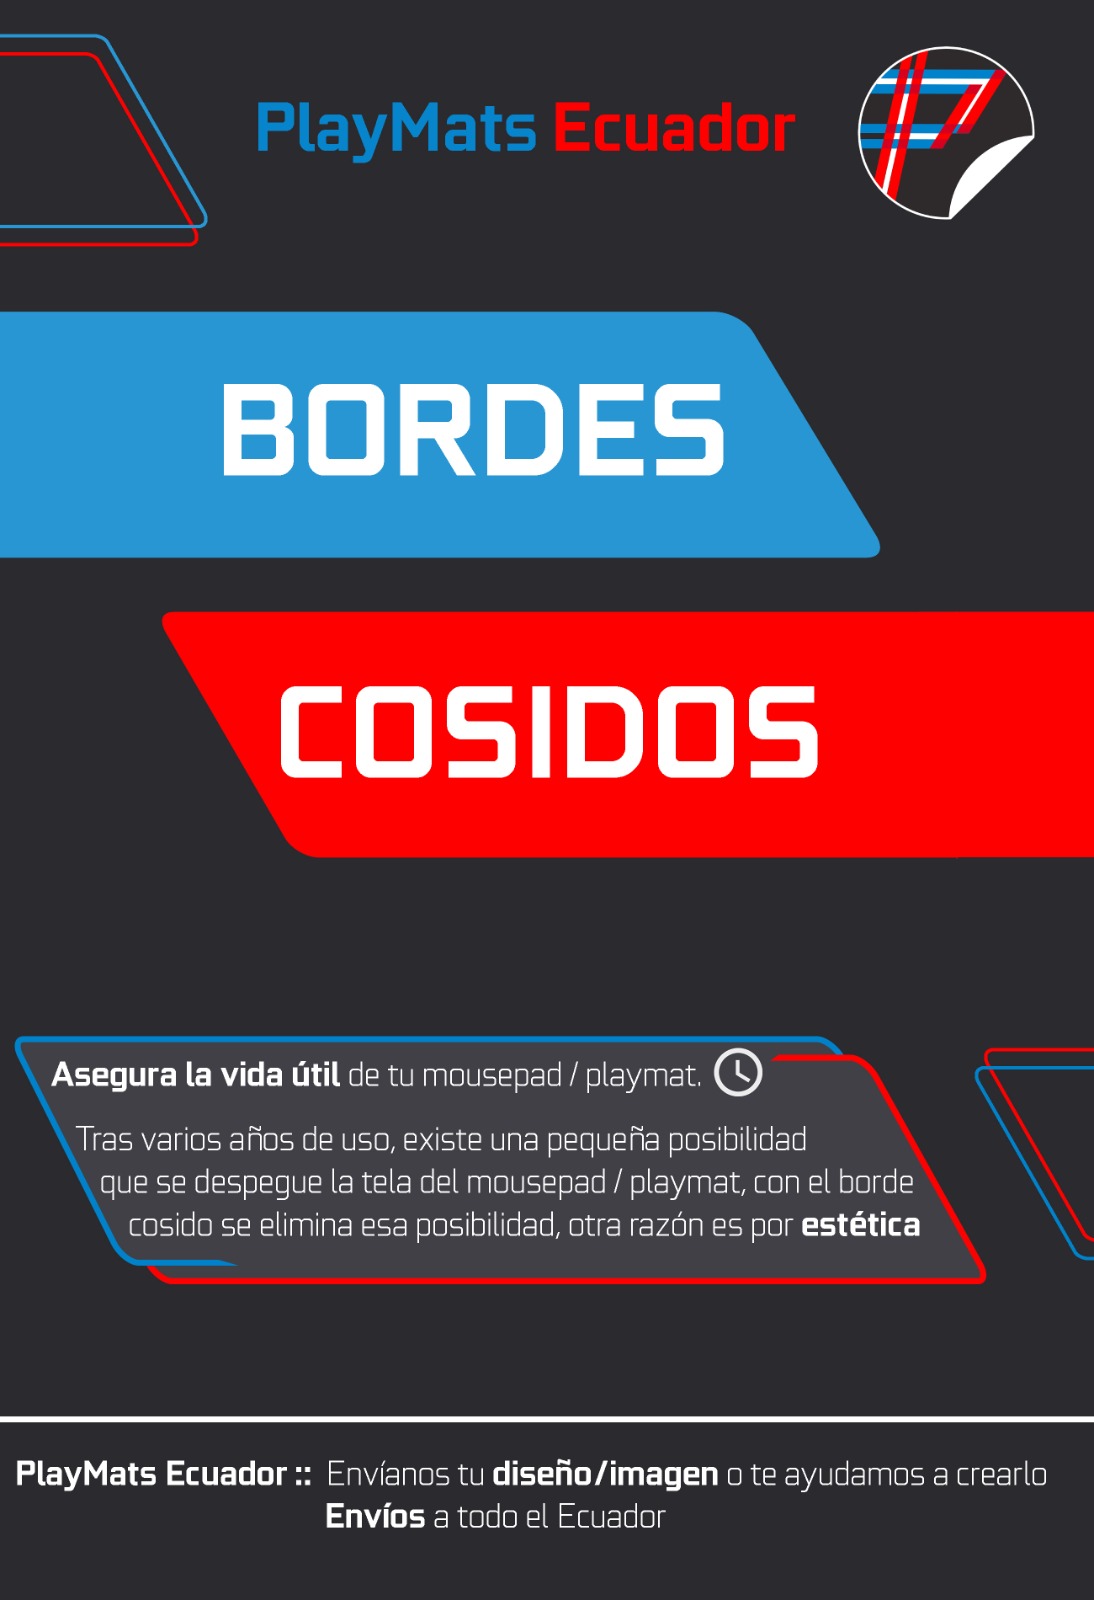 PlayMats Ecuador
BORDES
COSIDOS
Asegura la vida útil de tu mousepad / playmat.
Tras varios años de uso, existe una pequeña posibilidad
que se despegue la tela del mousepad / playmat, con el borde
cosido se elimina esa posibilidad, otra razón es por estética
PlayMats Ecuador :: Envíanos tu diseño/imagen o te ayudamos a crearlo
Envíos a todo el Ecuador